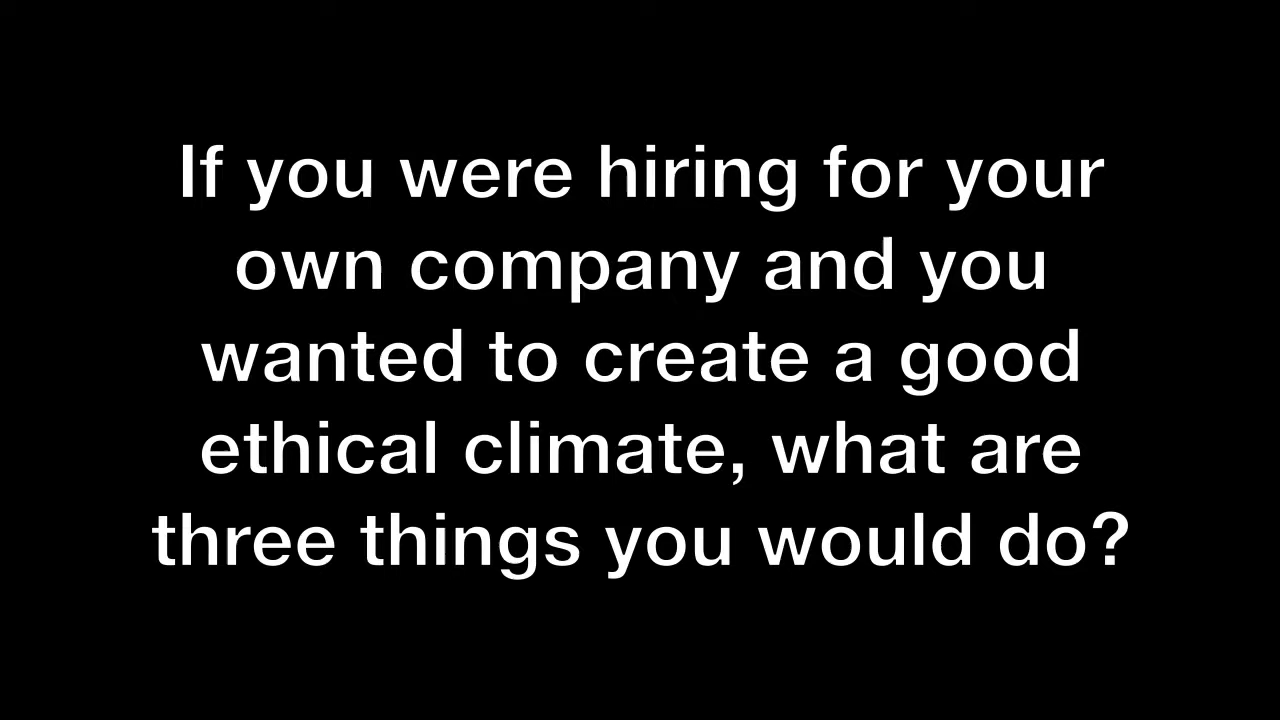 If you were hiring for your
own company and you
wanted to create a good
ethical climate, what are
three things you would do?